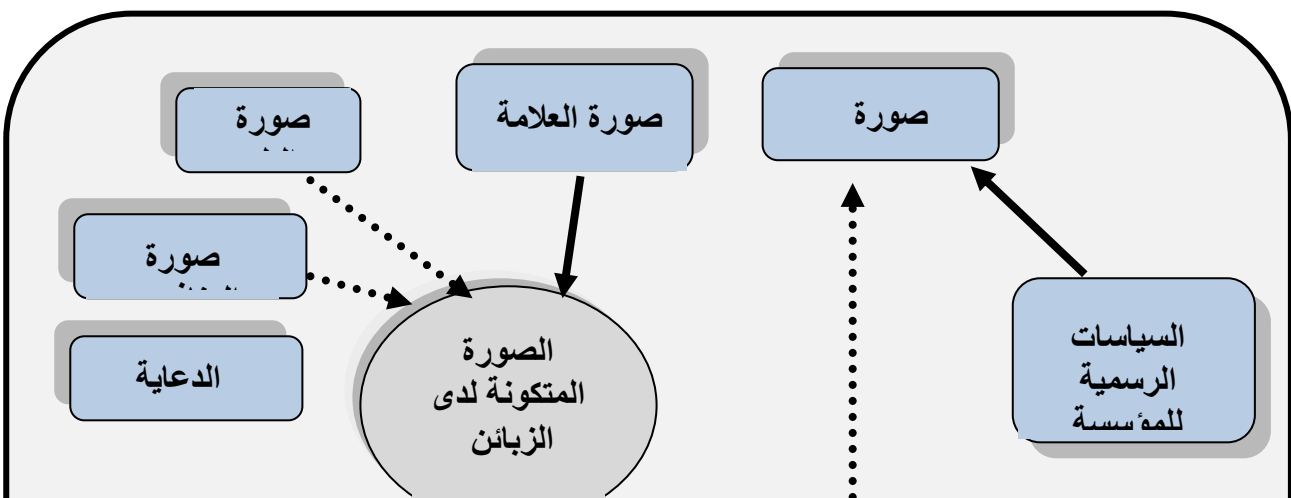 صورة
صورة العلامة
صورة
صورة
الدعاية
الصورة
المتكونة لدى
الزبائن
السياسات
الرسمية
للمؤسسة